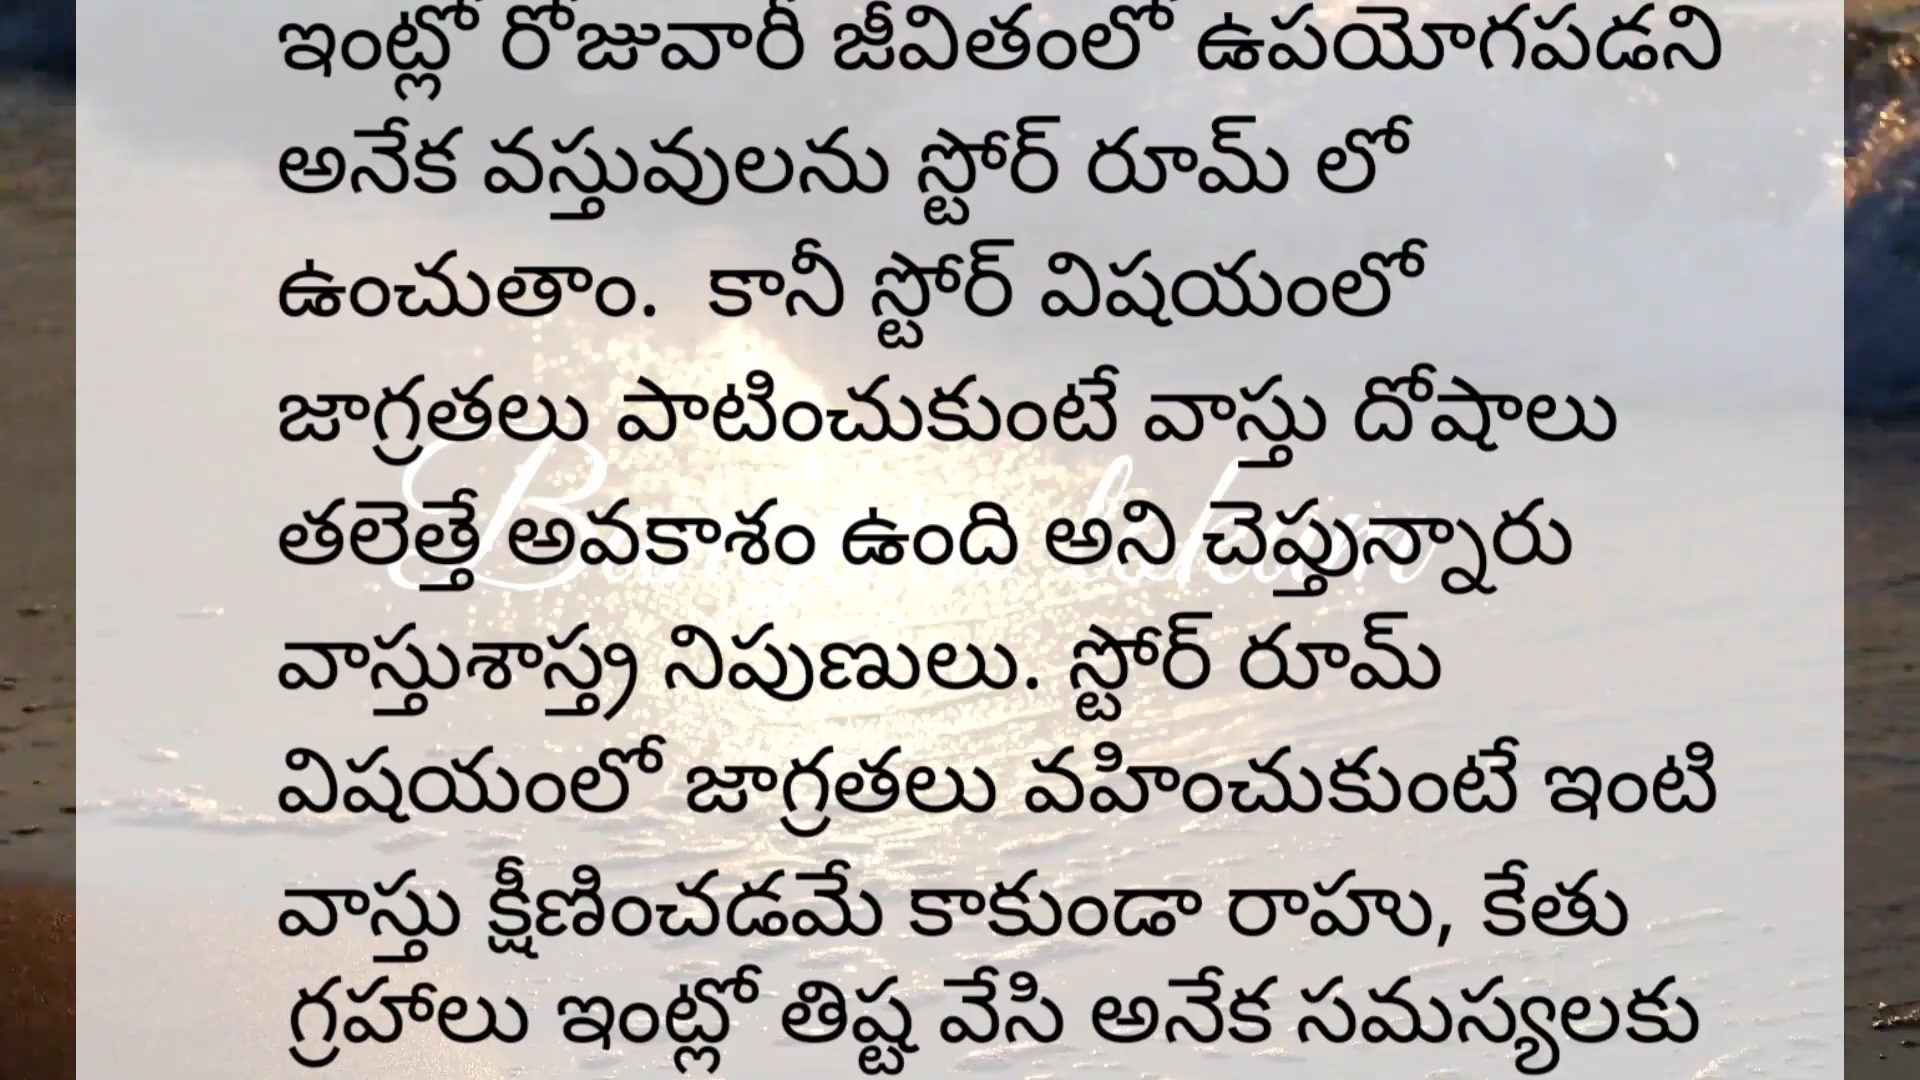 ఇంట్లో రోజువారీ జీవితంలో ఉపయోగపడని
అనేక వస్తువులను స్టోర్ రూమ్ లో
ఉంచుతాం. కానీ స్టోర్ విషయంలో
జాగ్రతలు పాటించుకుంటే వాస్తు దోషాలు
తలెత్తే అవకాశం ఉంది అని చెప్తున్నారు
వాస్తుశాస్త్ర నిపుణులు. స్టోర్ రూమ్
విషయంలో జాగ్రతలు వహించుకుంటే ఇంటి
వాస్తు క్షీణించడమే కాకుండా రాహు, కేతు
గ్రహాలు ఇంట్లో తిష్ట వేసి అనేక సమస్యలకు